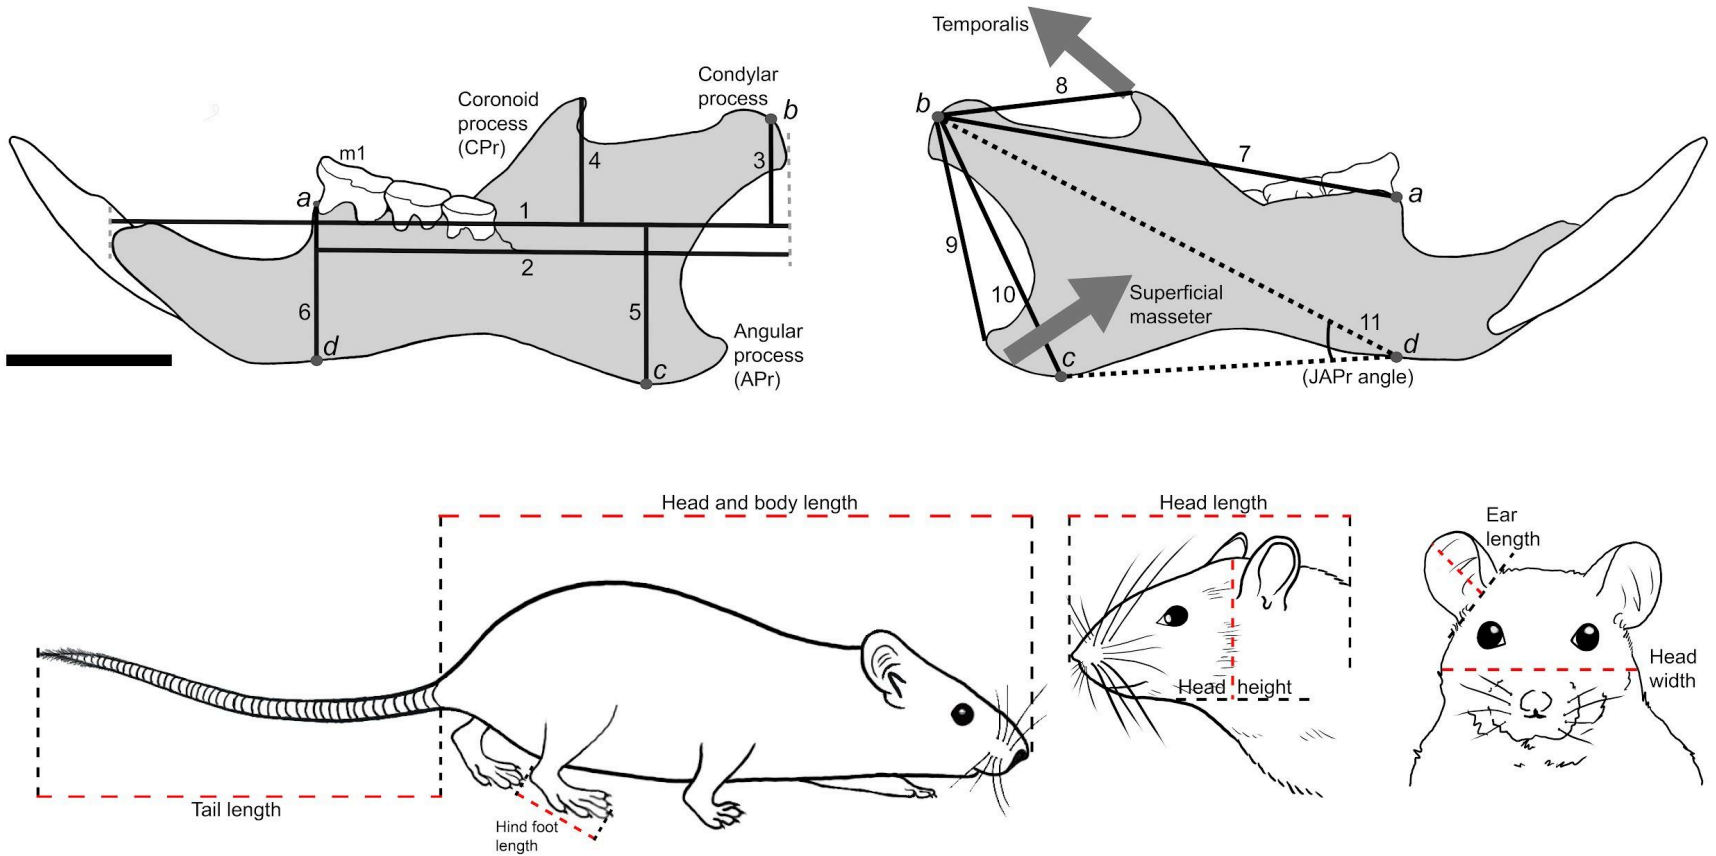 Coronoid
process
(CPr)
Condylar
process
b
m1
a
4
3
1
2
6
5
d
c
Angular
process
(APr)
Temporalis
b
8
7
a
9
10
Superficial
masseter
11
d
c
(JAPr angle)
Head and body length
Tail length
Hind foot
length
Head length
Head height
Ear
length
Head
width